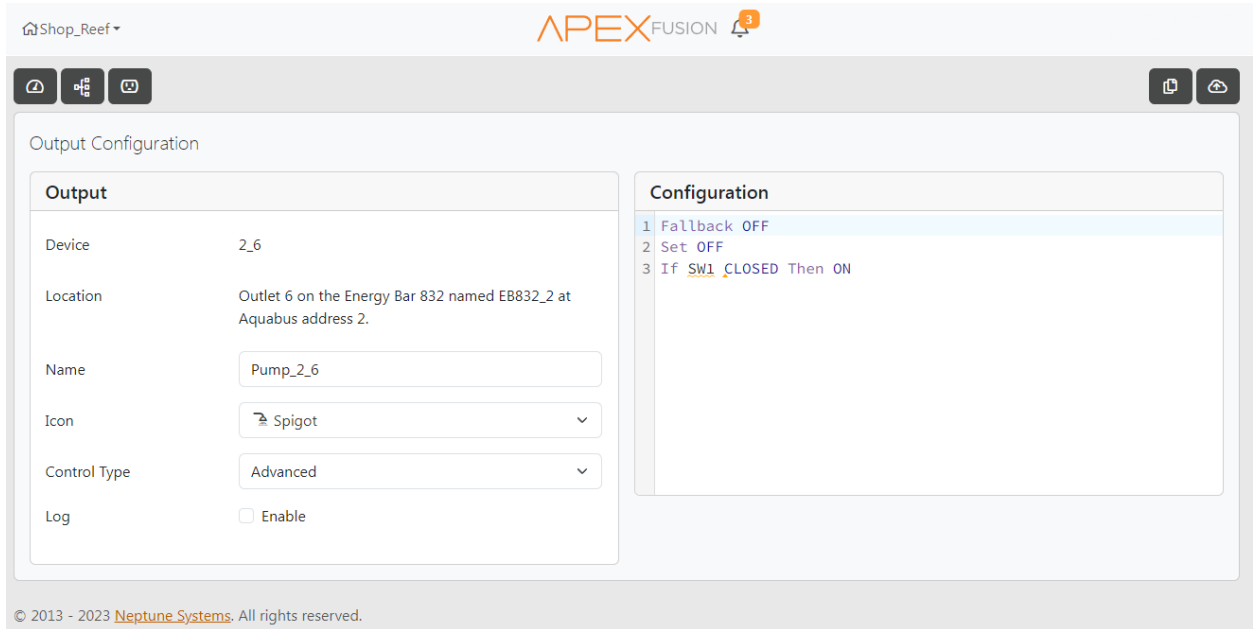 Shop_Reef
APEX FUSION
3
Output Configuration
Output
Device
2_6
Location
Outlet 6 on the Energy Bar 832 named EB832_2 at
Aquabus address 2.
Name
Pump_2_6
Icon
Spigot
Control Type
Advanced
Log
Enable
Configuration
1 Fallback OFF
2 Set OFF
3 If SW1 CLOSED Then ON
© 2013 - 2023 Neptune Systems. All rights reserved.